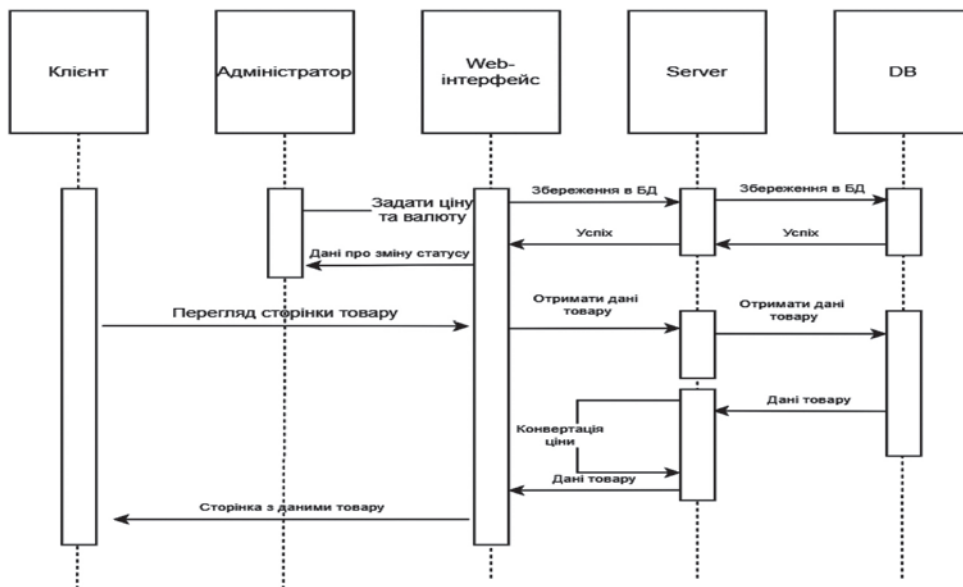 Клієнт
Адміністратор
Web-
інтерфейс
Server
DB
Задати ціну
та валюту
Збереження в БД
Збереження в БД
Успіх
Успіх
Дані про зміну статусу
Перегляд сторінки товару
Отримати дані
товару
Отримати дані
товару
Дані товару
Конвертація
ціни
Дані товару
Сторінка з даними товару